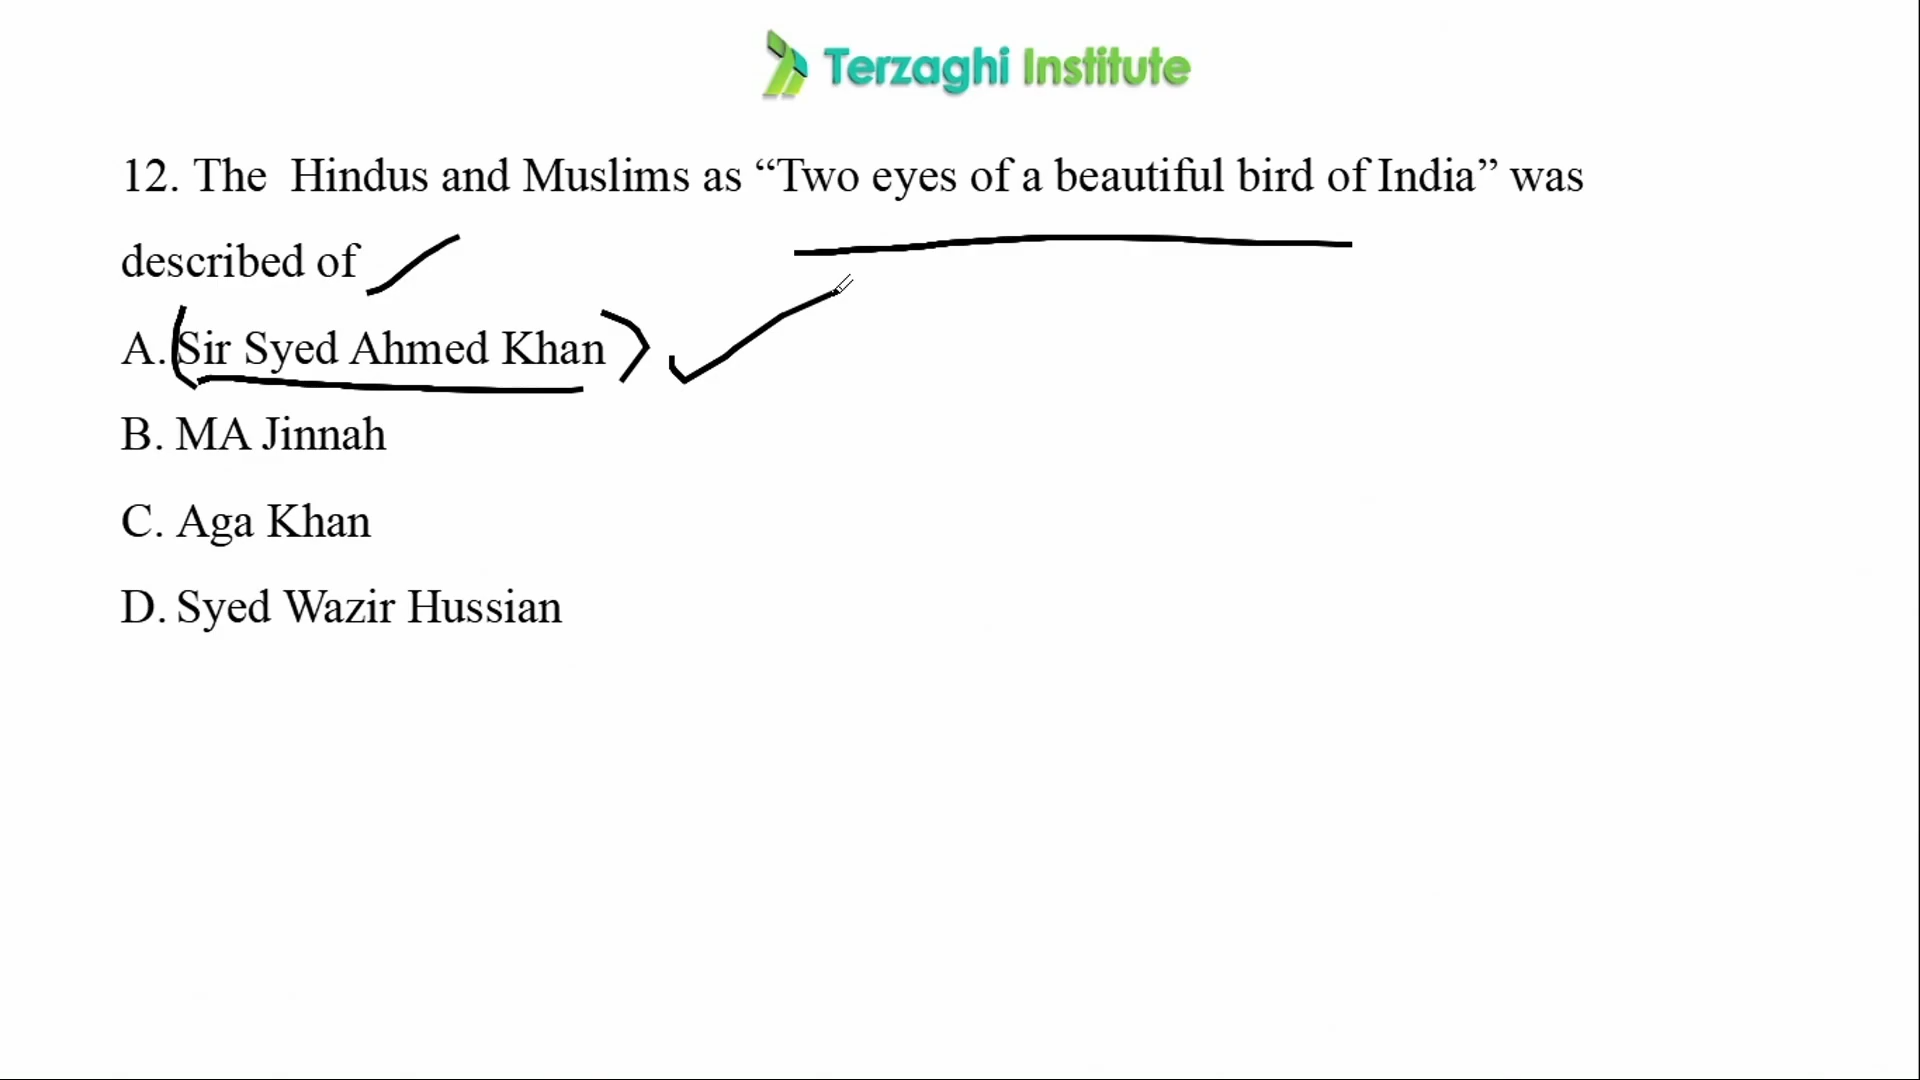 Terzaghi Institute
12. The Hindus and Muslims as “Two eyes of a beautiful bird of India” was
described of
A. Sir Syed Ahmed Khan
B. MA Jinnah
C. Aga Khan
D. Syed Wazir Hussian